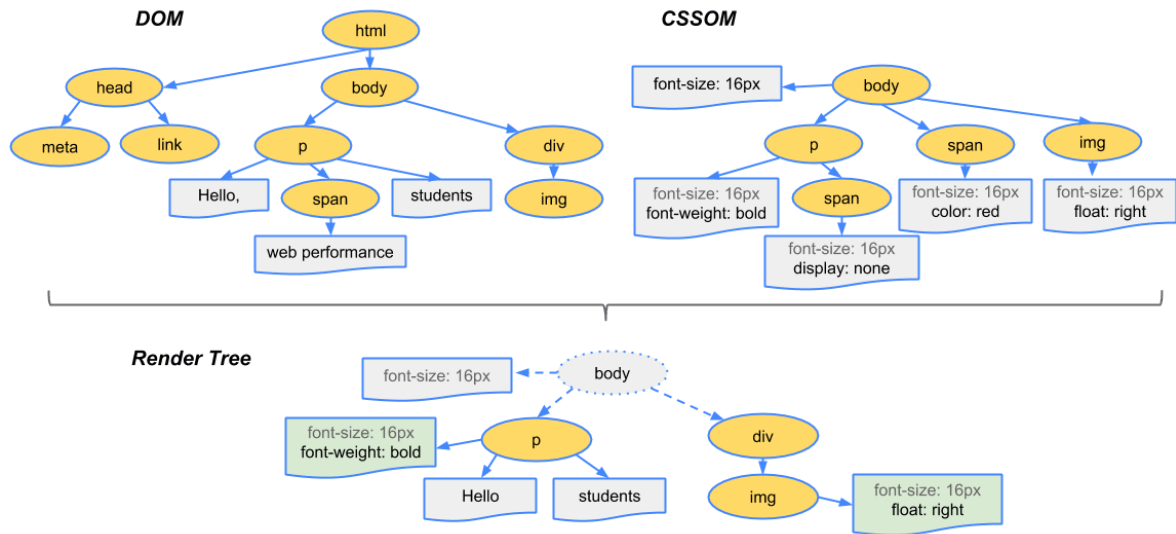 DOM
CSSOM
html
head
body
meta
link
p
div
Hello,
span
students
img
web performance
font-size: 16px
body
p
span
img
font-size: 16px
font-weight: bold
span
font-size: 16px
color: red
font-size: 16px
float: right
font-size: 16px
display: none
Render Tree
font-size: 16px
body
font-size: 16px
font-weight: bold
p
div
Hello
students
img
font-size: 16px
float: right